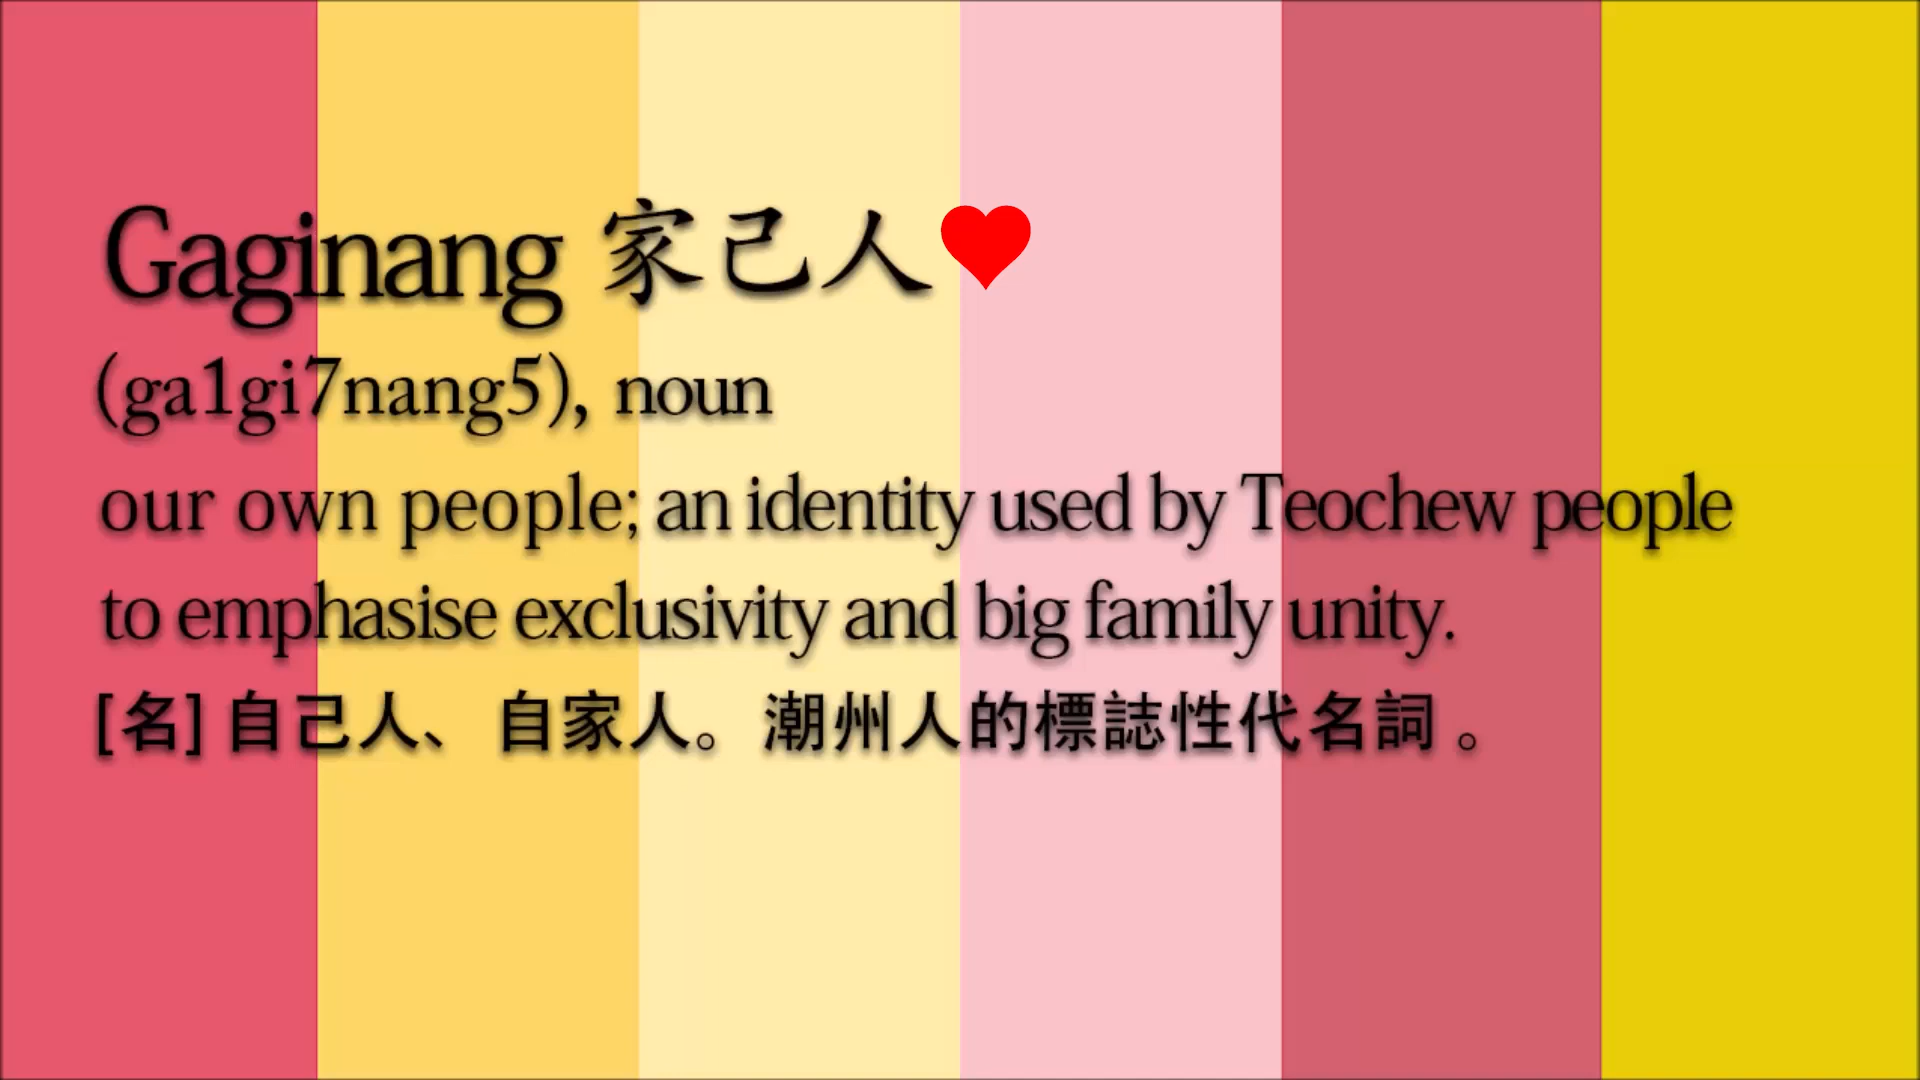 Gaginang 家己人
(ga1gi7nang5), noun
our own people; an identity used by Teochew people
to emphasise exclusivity and big family unity.
[名] 自己人、自家人。潮州人的標誌性代名詞。